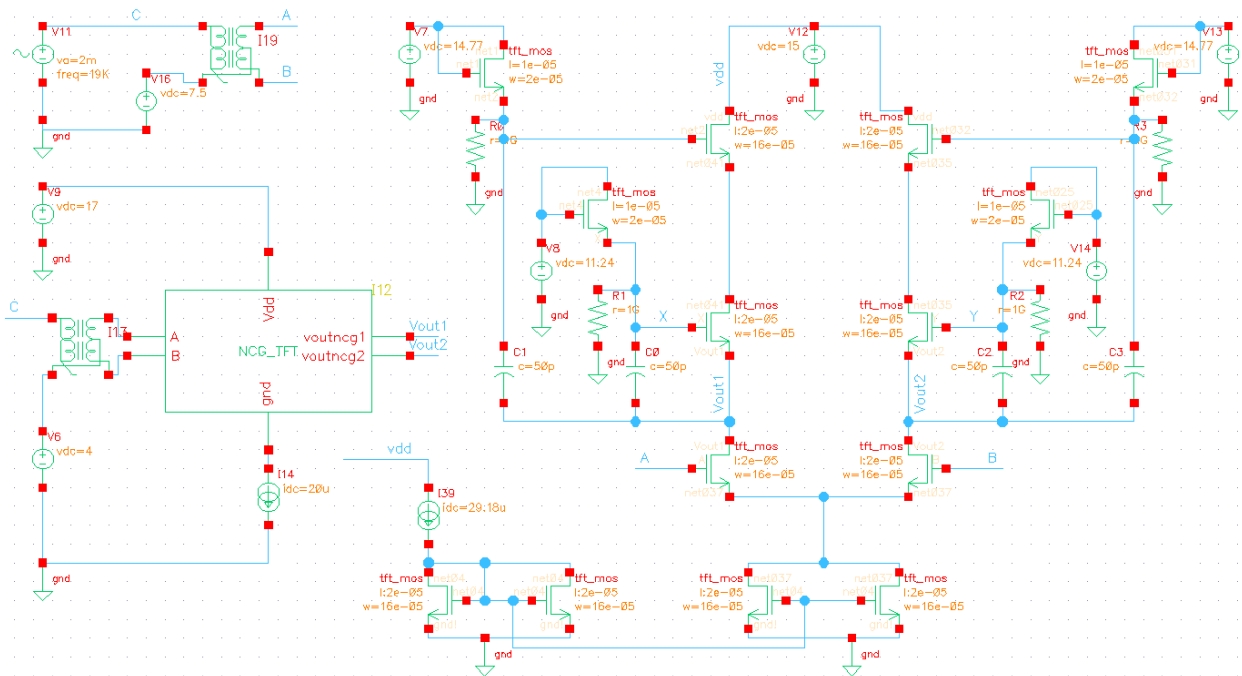 C
A
V11
I19
va=2m
freq=19K
V16
B
vdc=7.5
gnd
V7
vdc=14.77
tft_mos
l=1e-05
w=2e-05
gnd
R0
gnd
vdd
V12
vdc=15
gnd
V13
vdc=14.77
tft_mos
l=1e-05
w=2e-05
gnd
R3
gnd
tft_mos
l:2e-05
w=16e-05
tft_mos
l:2e-05
w=16e-05
V9
vdc=17
gnd
tft_mos
l=1e-05
w=2e-05
V8
vdc=11.24
gnd
R1
r=1G
gnd
X
tft_mos
l=1e-05
w=2e-05
V14
vdc=11.24
gnd
R2
r=1G
gnd
Y
tft_mos
l:2e-05
w=16e-05
tft_mos
l:2e-05
w=16e-05
C
I12
Vdd
A
B
NCG_TFT
voutncg1
voutncg2
gnd
Vout1
Vout2
C1
c=50p
C0
c=50p
C2
c=50p
C3
c=50p
Vout1
Vout2
V6
vdc=4
gnd
I14
idc=20u
A
tft_mos
l:2e-05
w=16e-05
tft_mos
l:2e-05
w=16e-05
B
vdd
I39
idc=29.18u
tft_mos
l:2e-05
w=16e-05
tft_mos
l:2e-05
w=16e-05
gnd
tft_mos
l:2e-05
w=16e-05
tft_mos
l:2e-05
w=16e-05
gnd